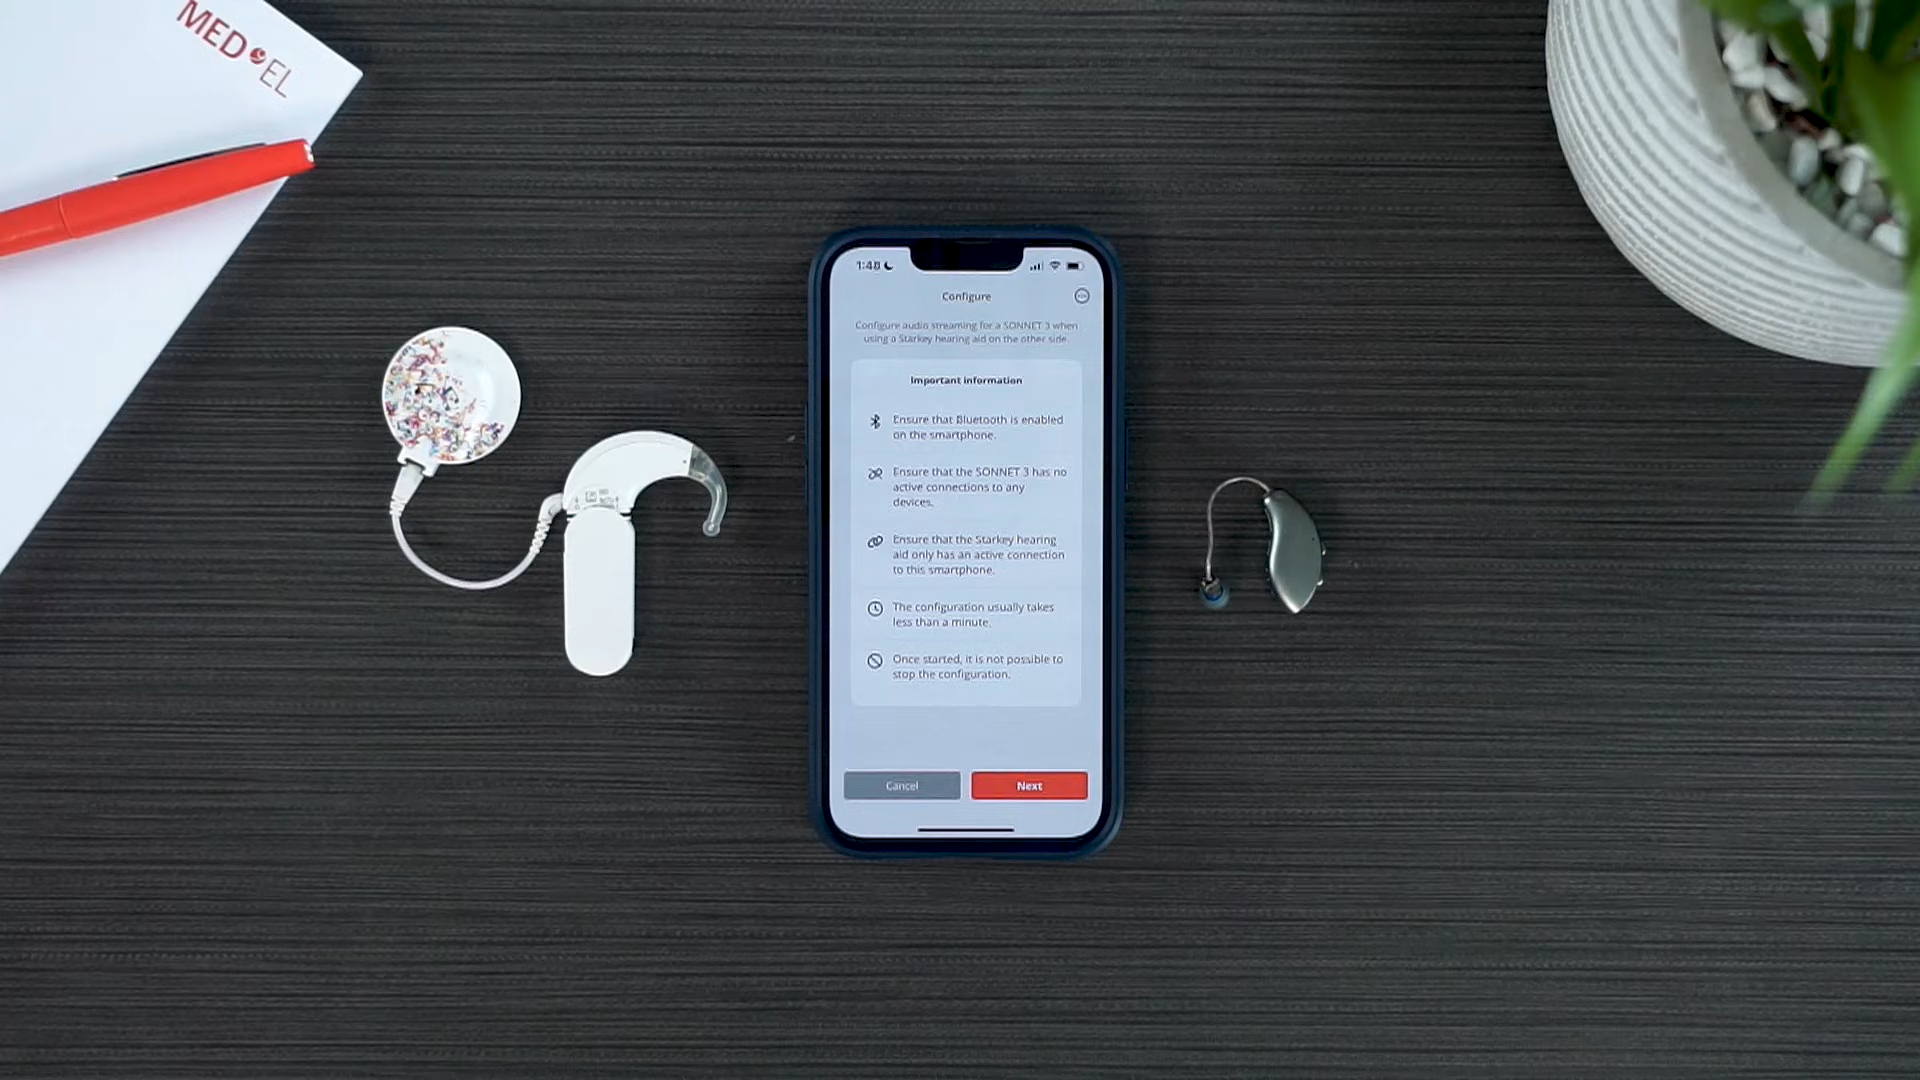 MED EL
1:48
Configure
Configure audio streaming for a SONNET 3 when
using a Starkey hearing aid on the other side.
Important information
Ensure that Bluetooth is enabled
on the smartphone.
Ensure that the SONNET 3 has no
active connections to any
devices.
Ensure that the Starkey hearing
aid only has an active connection
to this smartphone.
The configuration usually takes
less than a minute.
Once started, it is not possible to
stop the configuration.
Cancel
Next